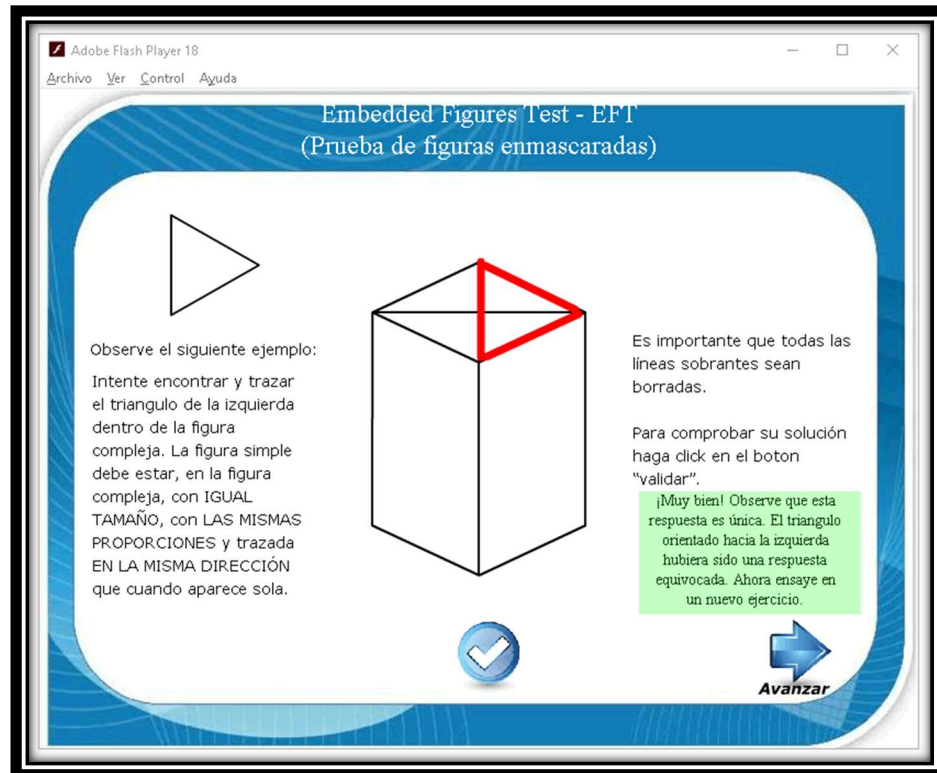 Adobe Flash Player 18
Archivo Ver Control Ayuda
Embedded Figures Test - EFT
(Prueba de figuras enmascaradas)
Observe el siguiente ejemplo:
Intente encontrar y trazar
el triangulo de la izquierda
dentro de la figura
compleja. La figura simple
debe estar, en la figura
compleja, con IGUAL
TAMAÑO, con LAS MISMAS
PROPORCIONES y trazada
EN LA MISMA DIRECCIÓN
que cuando aparece sola.
Es importante que todas las
líneas sobrantes sean
borradas.
Para comprobar su solución
haga click en el boton
"validar".
¡Muy bien! Observe que esta
respuesta es única. El triangulo
orientado hacia la izquierda
hubiera sido una respuesta
equivocada. Ahora ensaye en
un nuevo ejercicio.
Avanzar